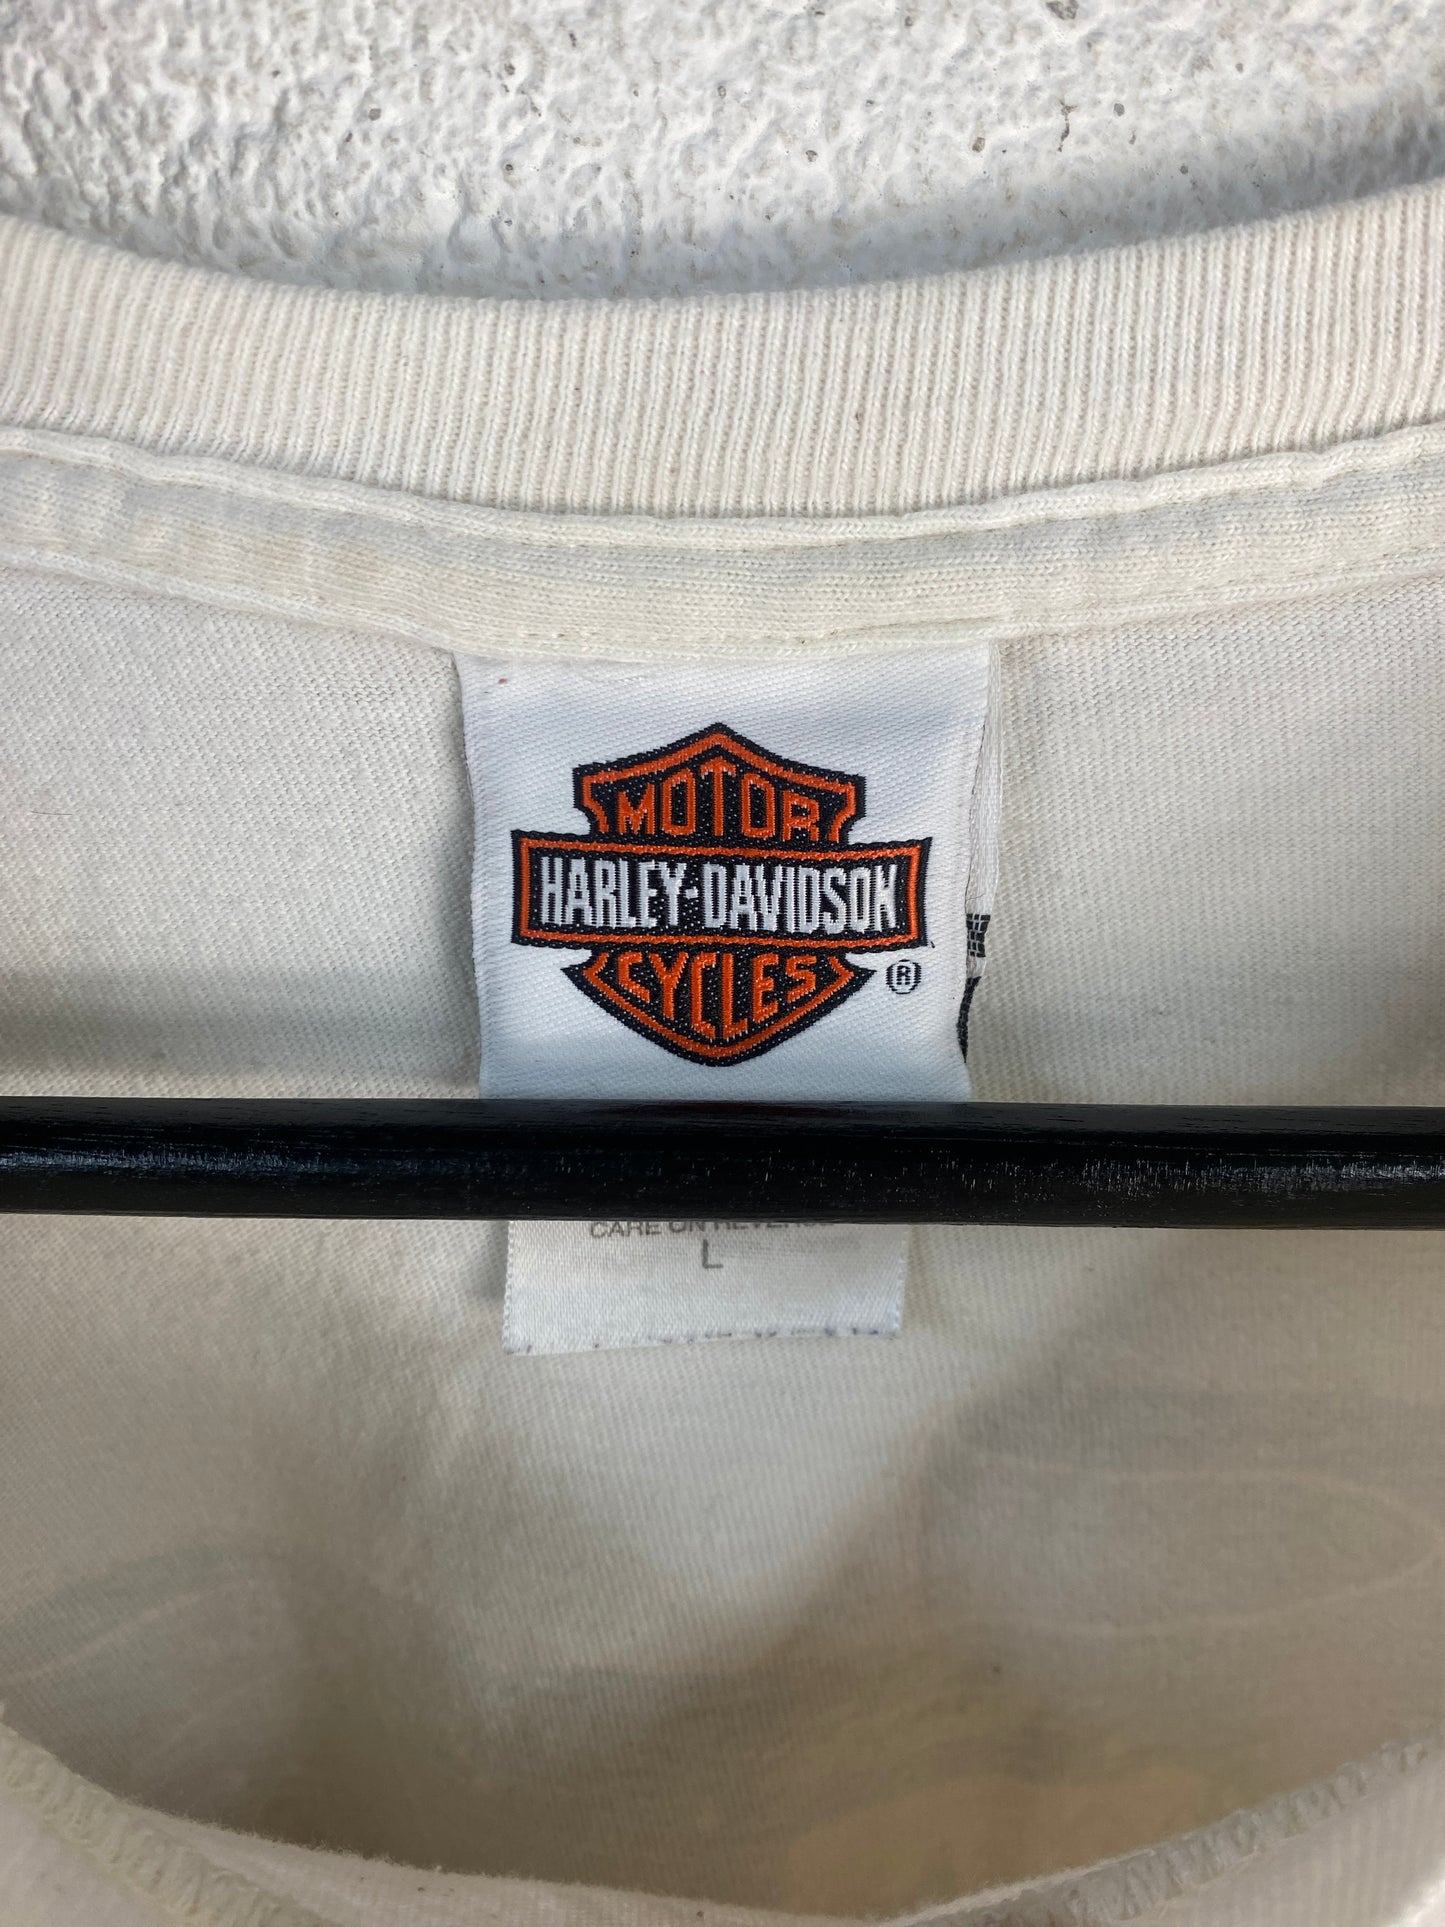 MOTOR
HARLEY-DAVIDSON
CYCLES
®
CARE ON REVERSE
L